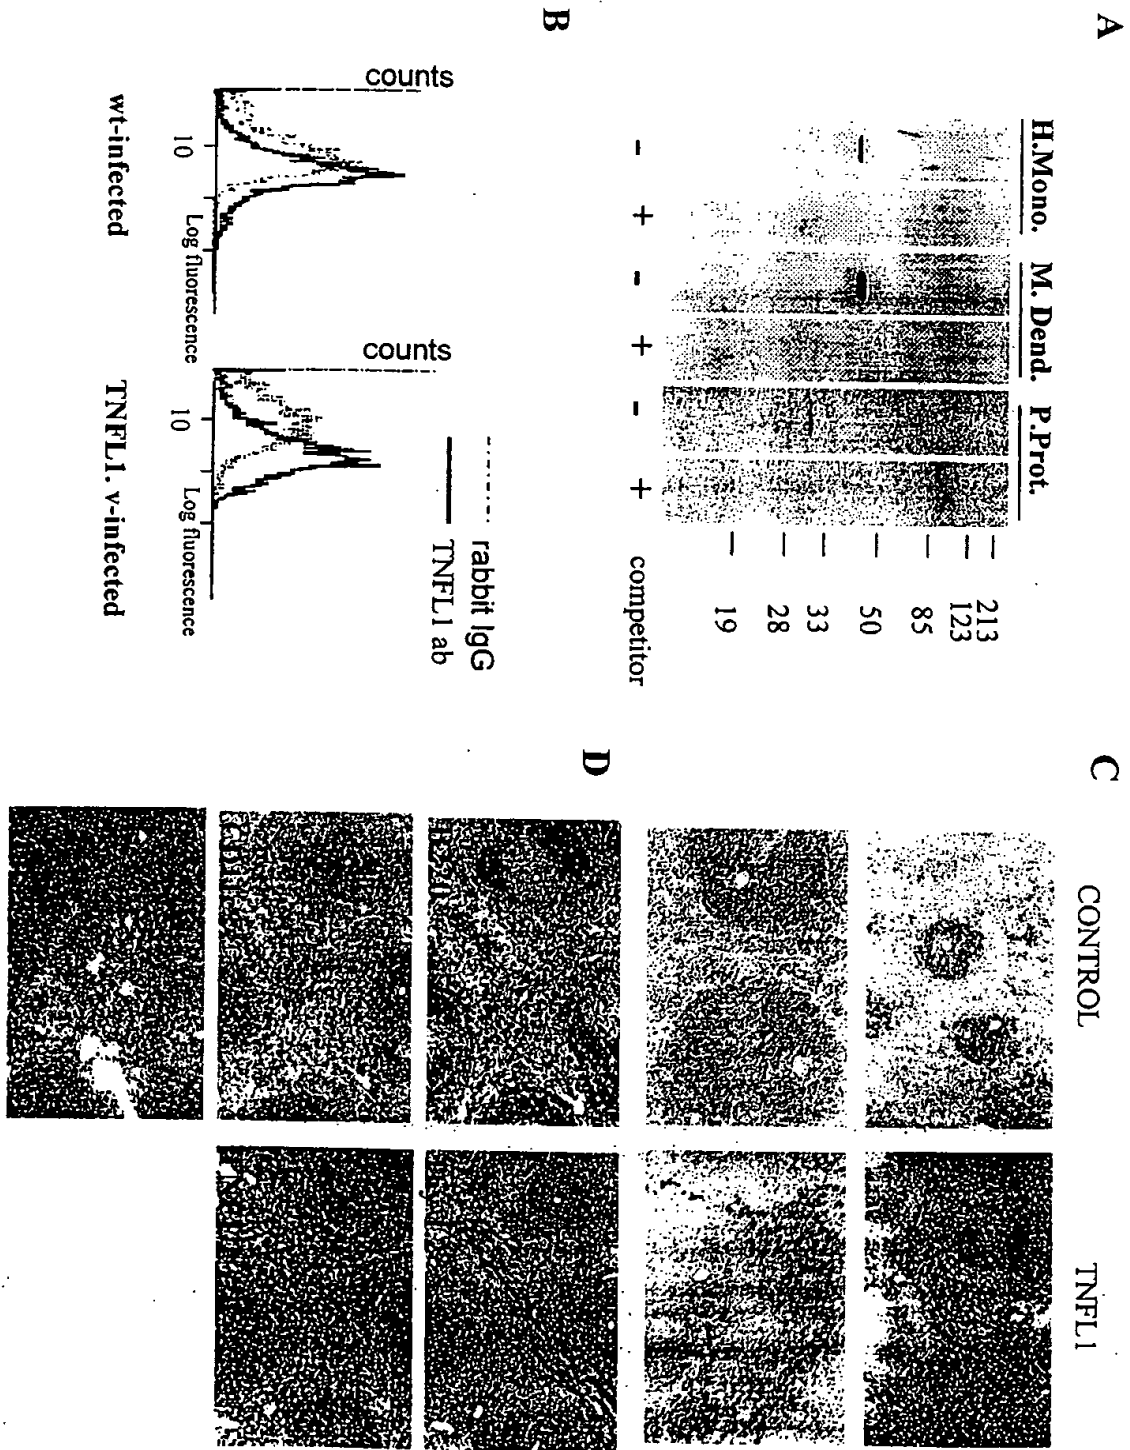 A
H.Mono. M. Dend. P.Prot.
213
123
85
50
33
28
19
- + - + - + competitor
B
rabbit IgG
TNFL1 ab
counts
10
Log fluorescence
wt-infected
counts
10
Log fluorescence
TNFL1. v-infected
C
CONTROL TNFL1
D